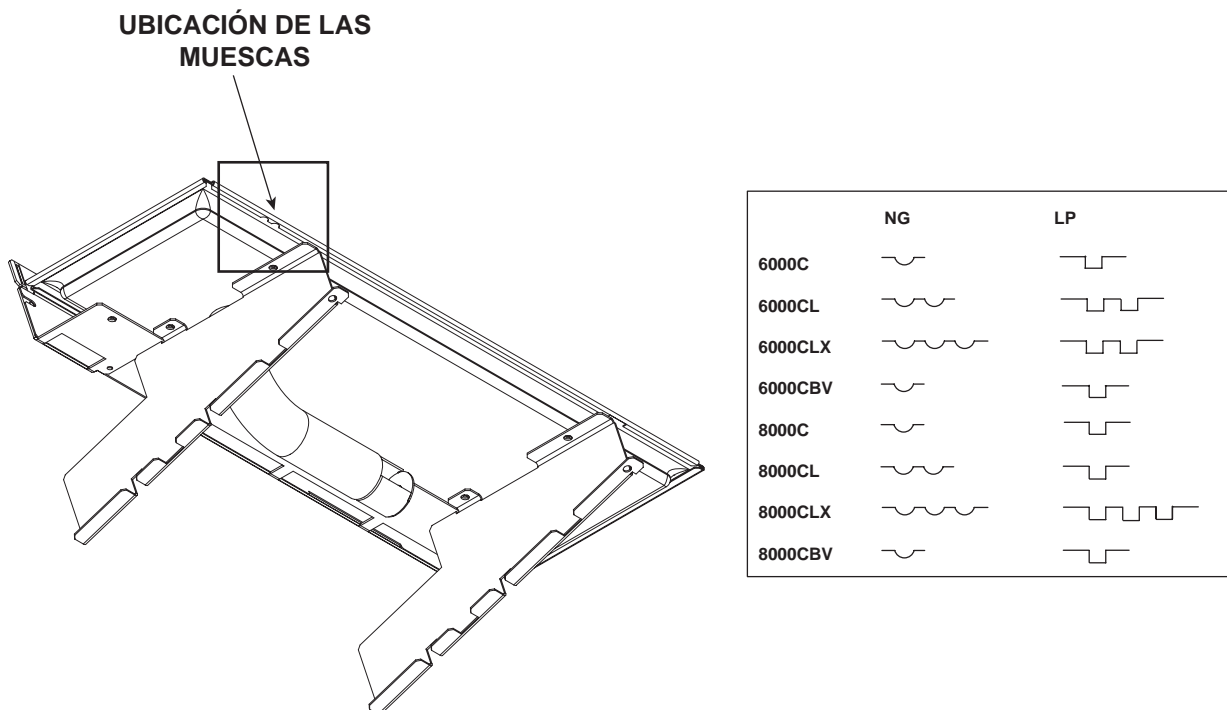 UBICACIÓN DE LAS
MUESCAS
NG LP
6000C
6000CL
6000CLX
6000CBV
8000C
8000CL
8000CLX
8000CBV